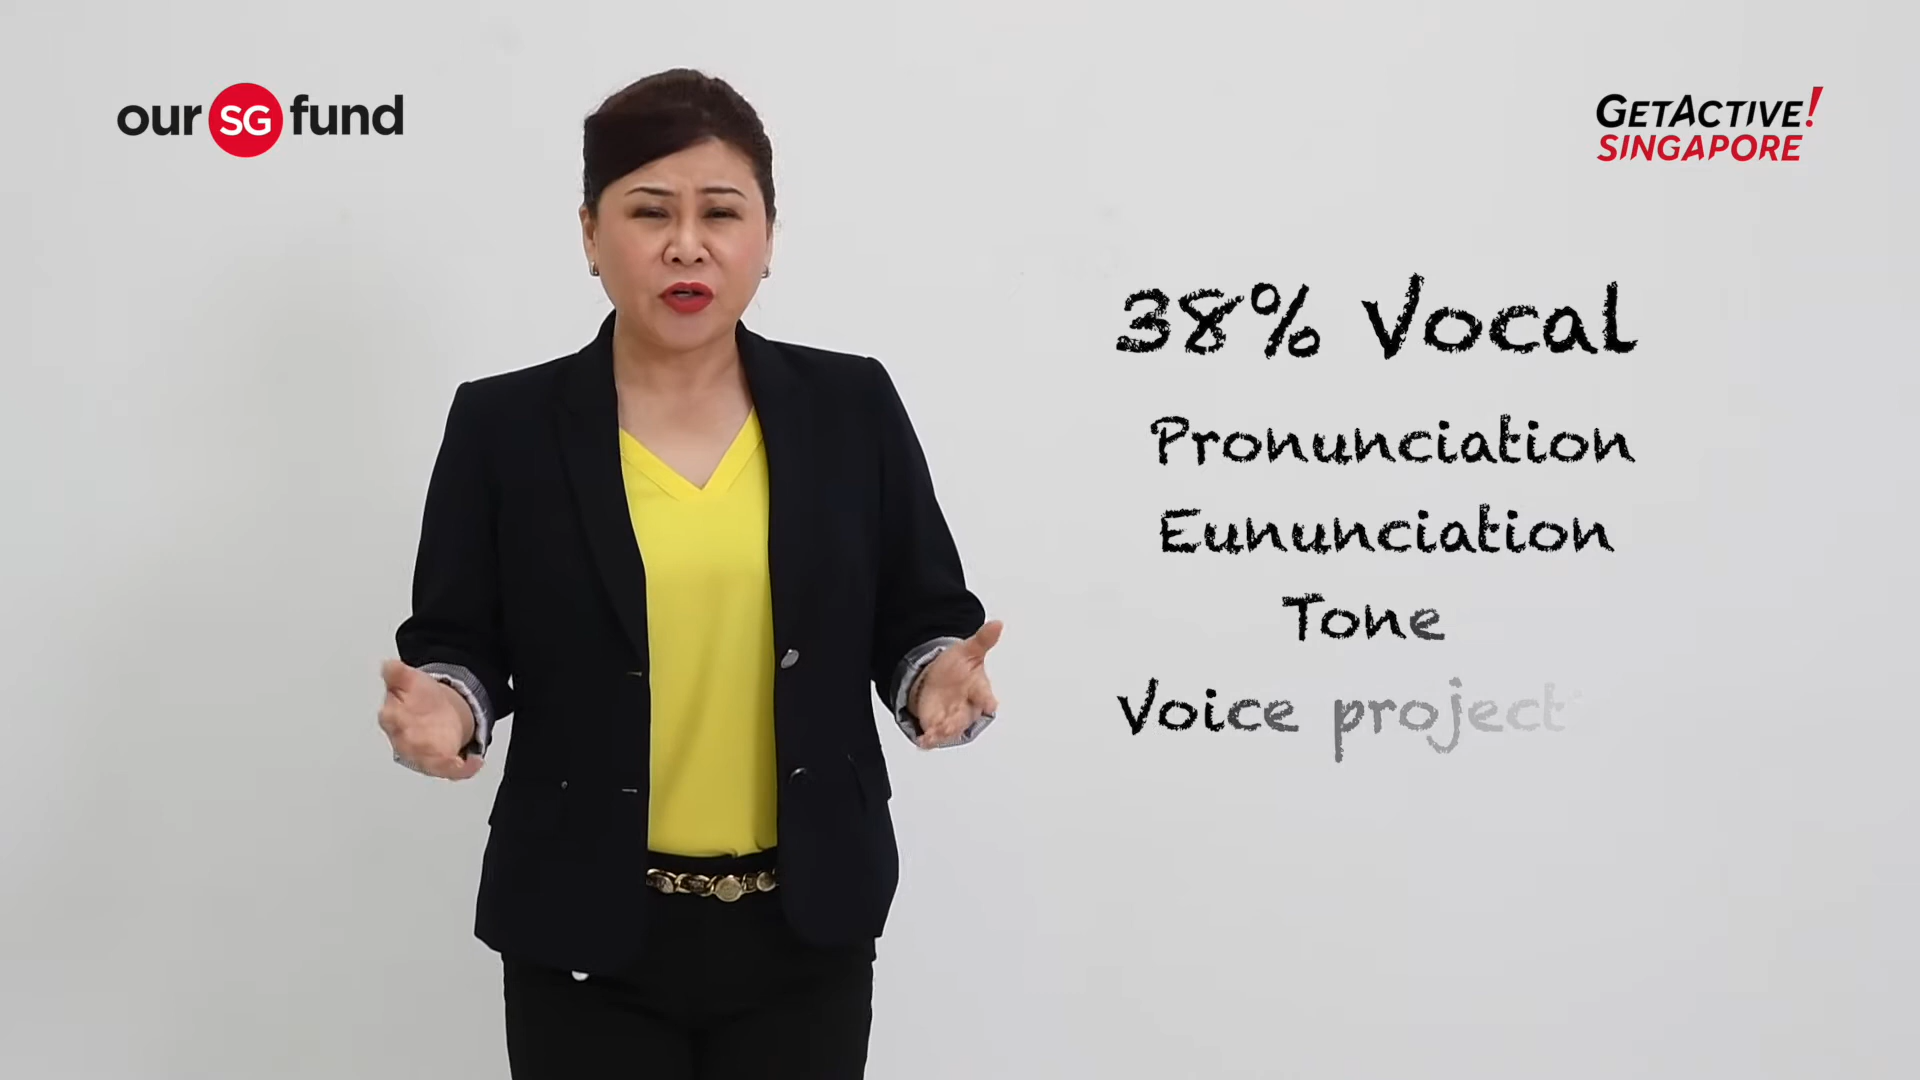 our SG fund
GETACTIVE!
SINGAPORE
38% Vocal
Pronunciation
Eununciation
Tone
Voice project